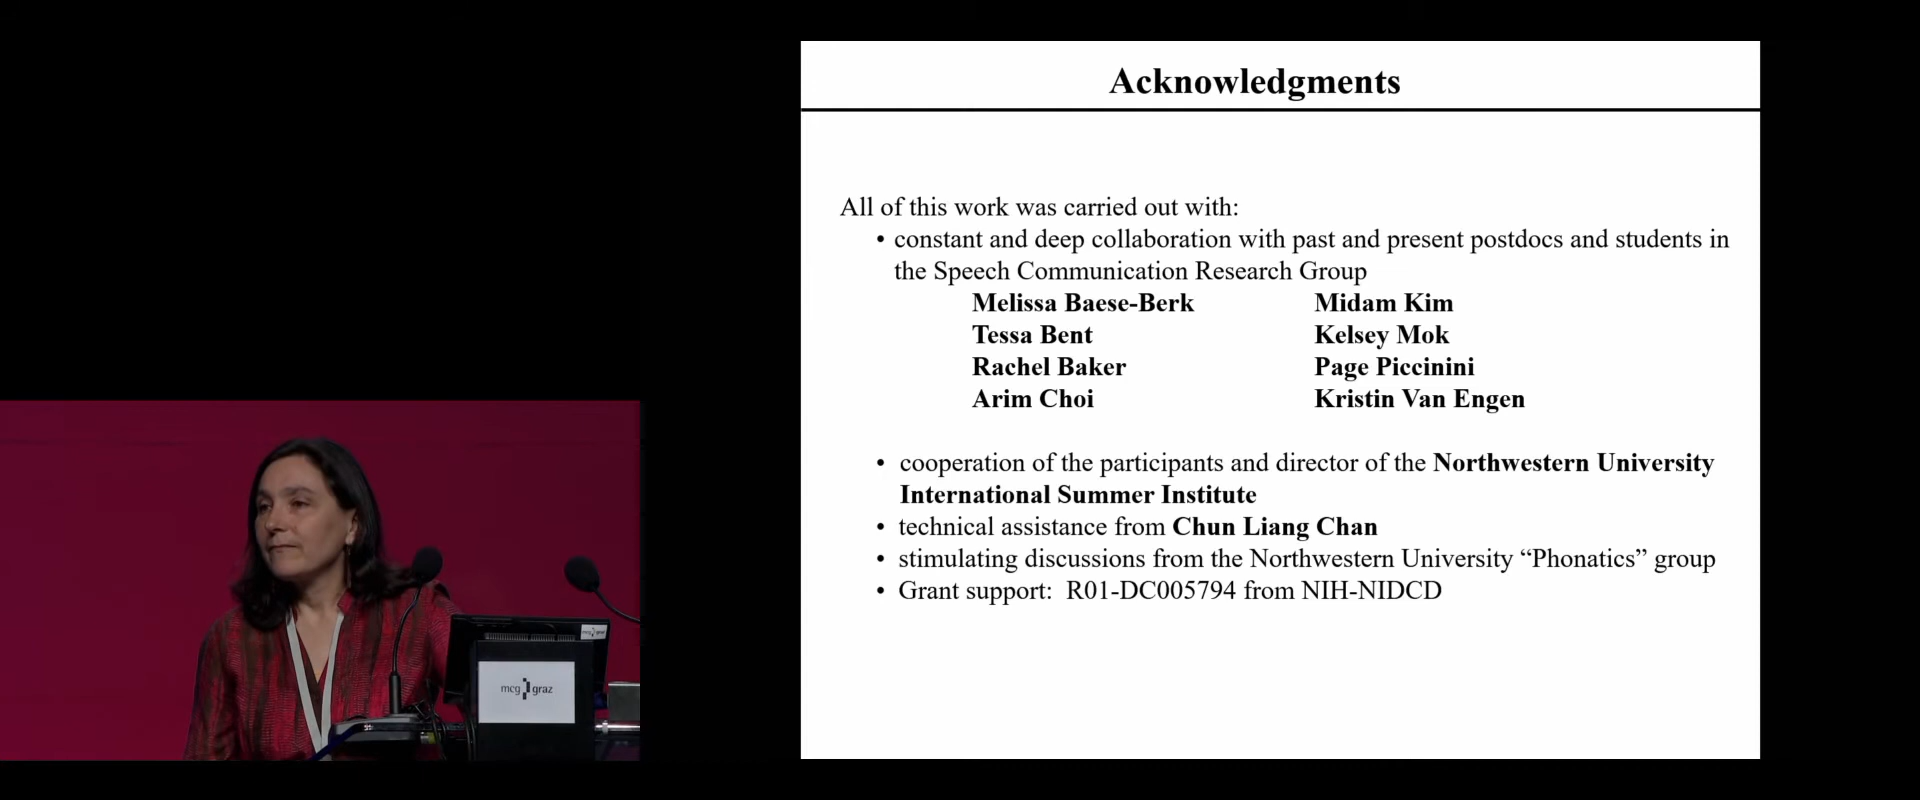 Acknowledgments
All of this work was carried out with:
• constant and deep collaboration with past and present postdocs and students in
the Speech Communication Research Group
Melissa Baese-Berk
Tessa Bent
Rachel Baker
Arim Choi
Midam Kim
Kelsey Mok
Page Piccinini
Kristin Van Engen
• cooperation of the participants and director of the Northwestern University
International Summer Institute
• technical assistance from Chun Liang Chan
• stimulating discussions from the Northwestern University “Phonatics” group
• Grant support: R01-DC005794 from NIH-NIDCD
mcg graz